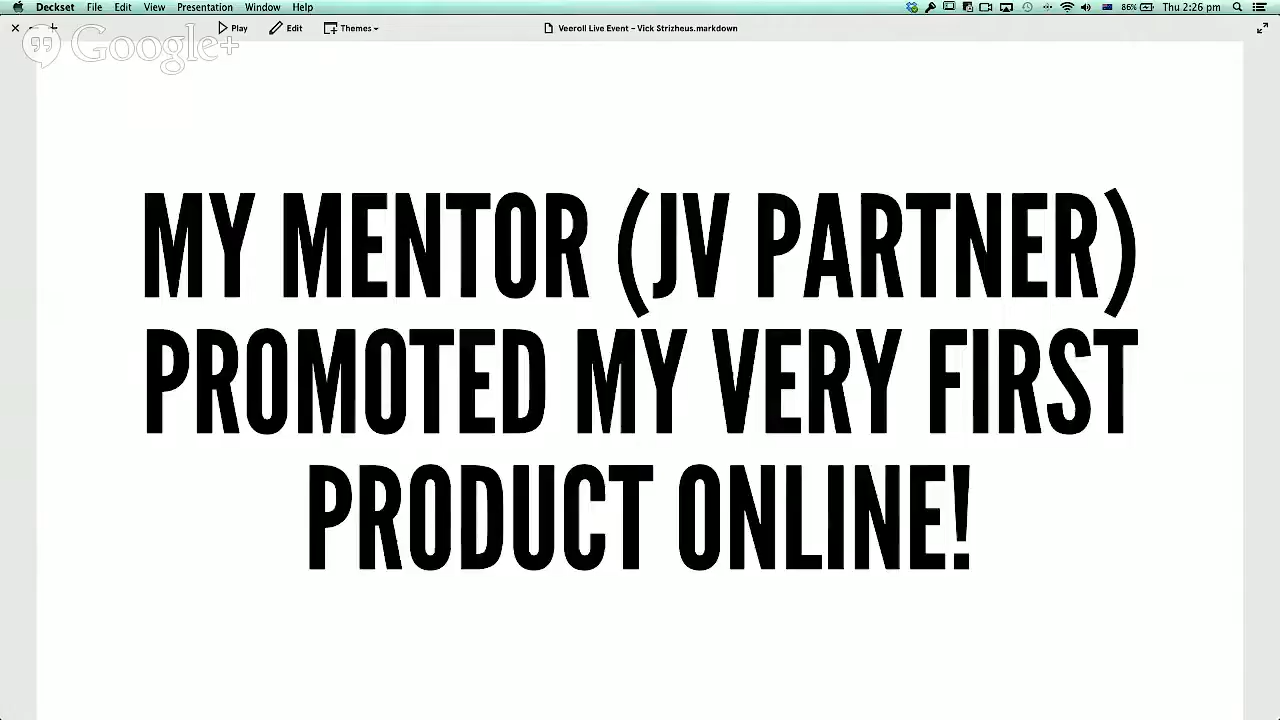 Deckset File Edit View Presentation Window Help 86% Thu 2:26 pm
Play Edit Themes Veeroll Live Event – Vick Strizheus.markdown
Google+
MY MENTOR (JV PARTNER)
PROMOTED MY VERY FIRST
PRODUCT ONLINE!